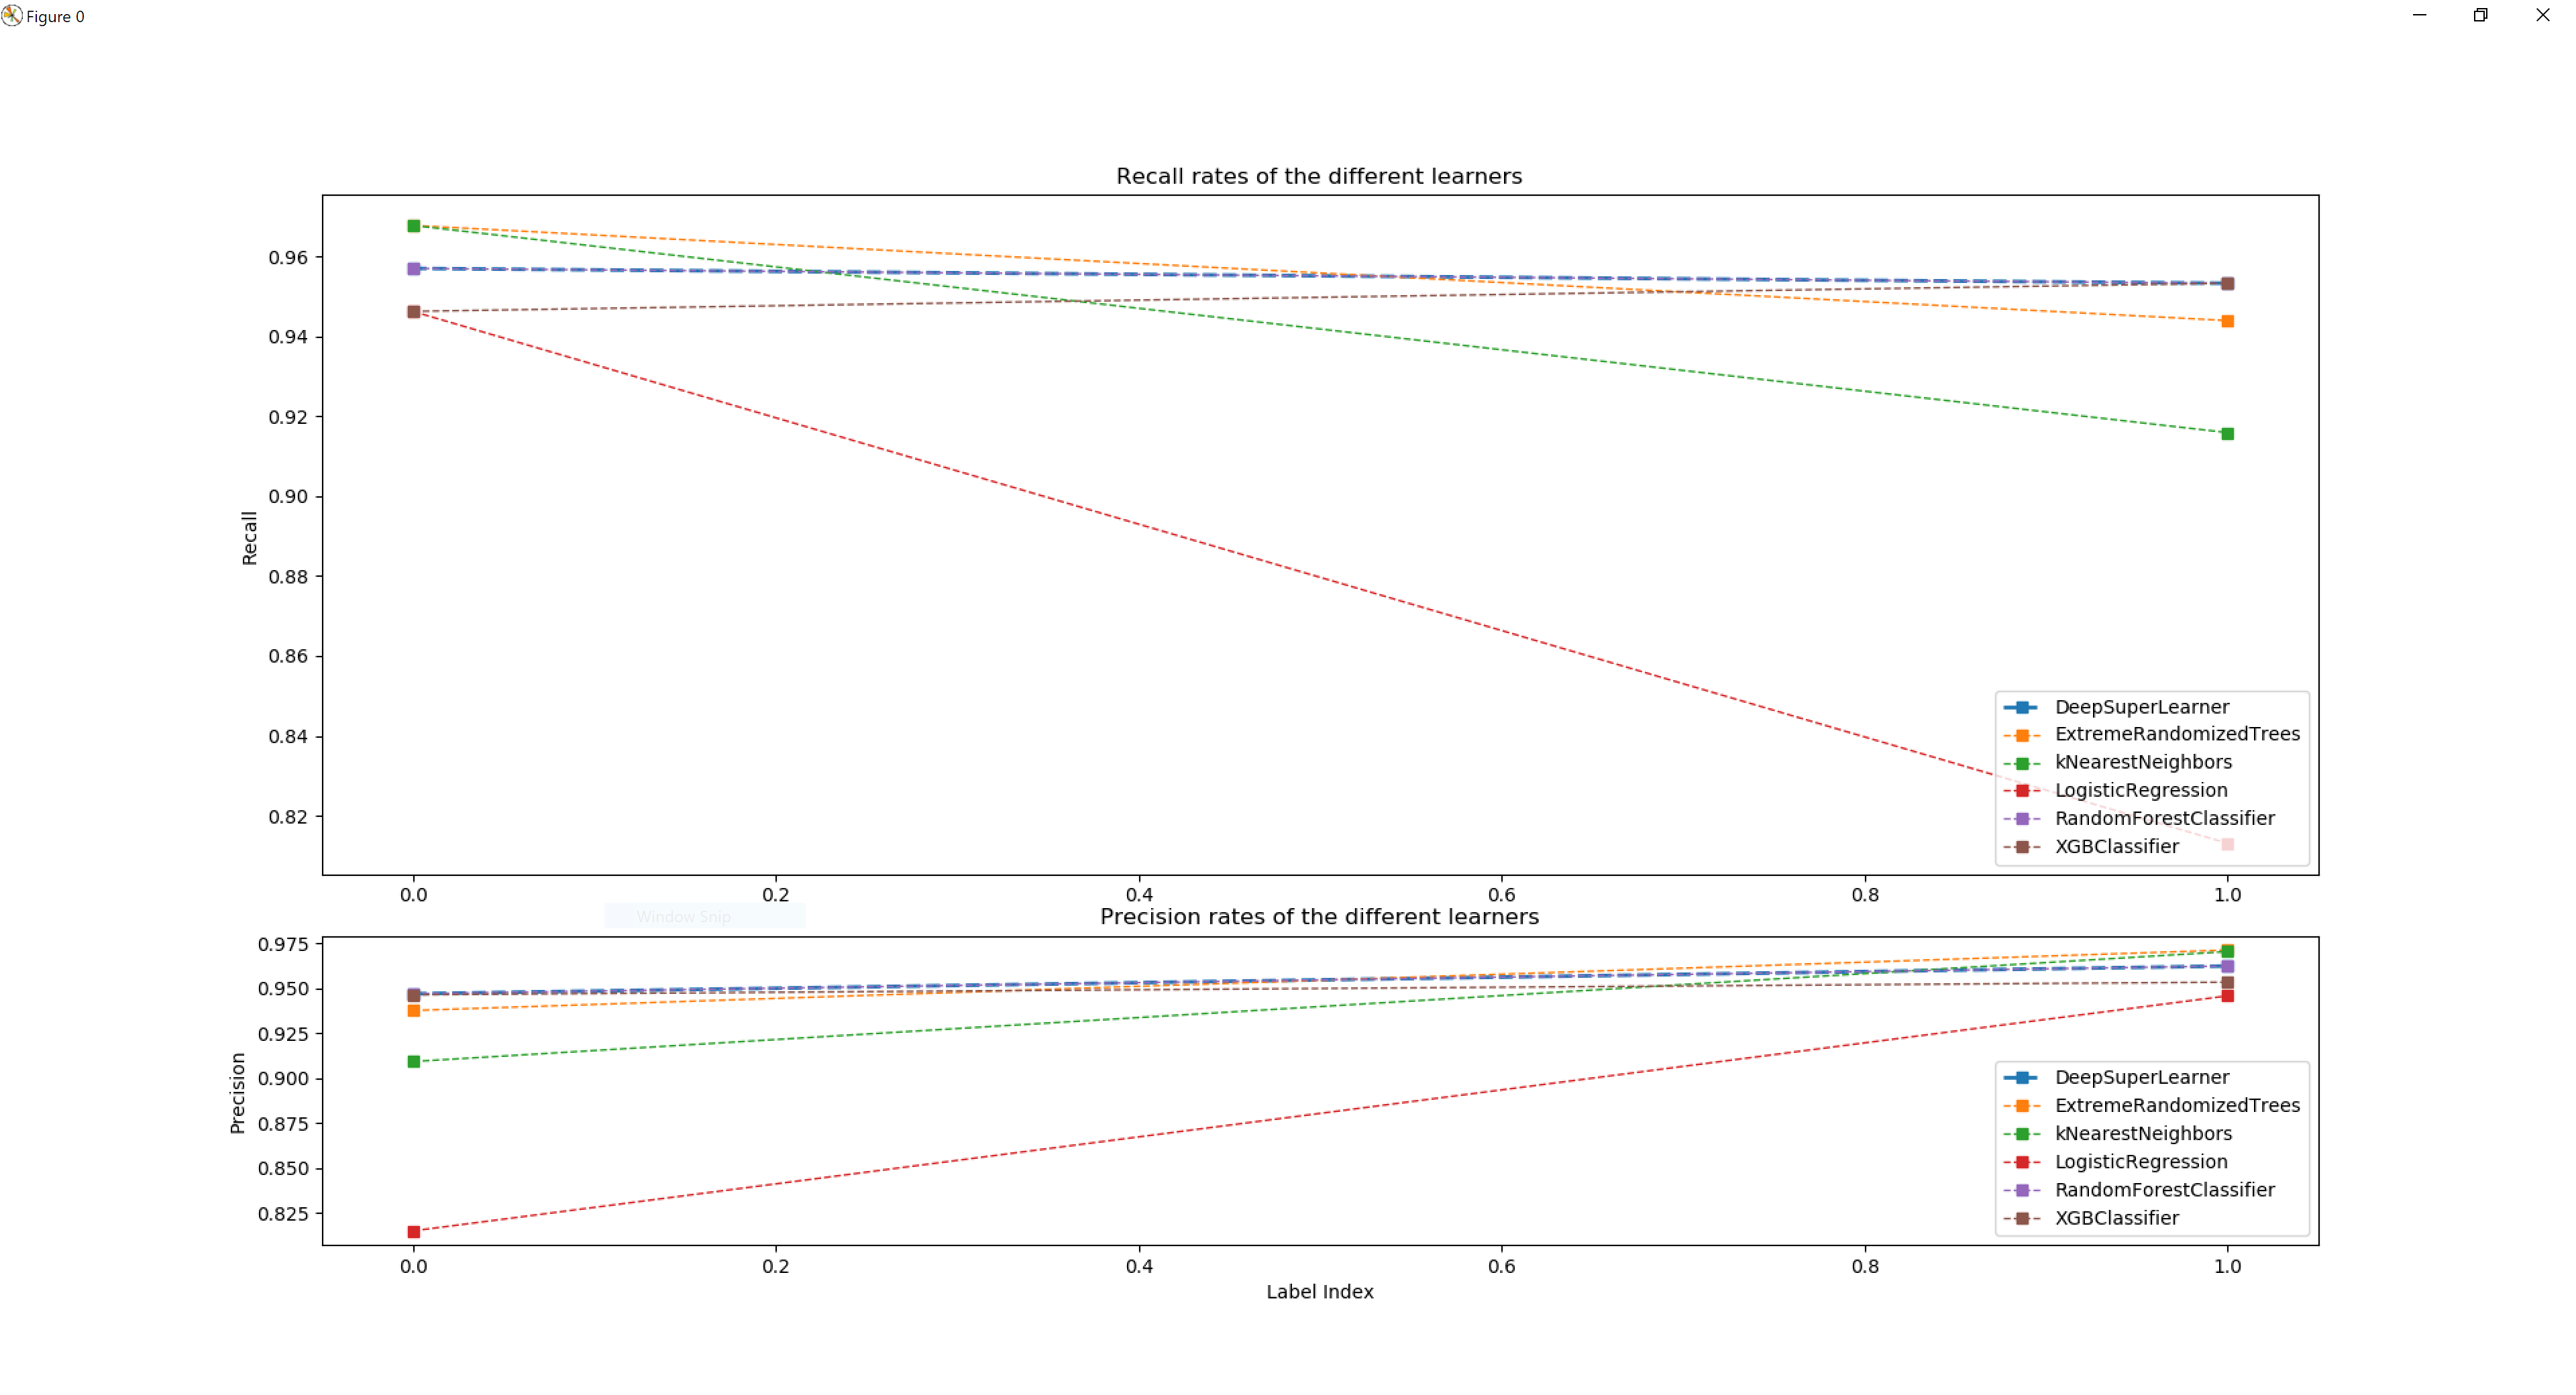 Figure 0
Recall rates of the different learners
Recall
0.96
0.94
0.92
0.90
0.88
0.86
0.84
0.82
DeepSuperLearner
ExtremeRandomizedTrees
kNearestNeighbors
LogisticRegression
RandomForestClassifier
XGBClassifier
0.0 0.2 0.4 0.6 0.8 1.0
Window Snip
Precision rates of the different learners
Precision
0.975
0.950
0.925
0.900
0.875
0.850
0.825
DeepSuperLearner
ExtremeRandomizedTrees
kNearestNeighbors
LogisticRegression
RandomForestClassifier
XGBClassifier
0.0 0.2 0.4 0.6 0.8 1.0
Label Index